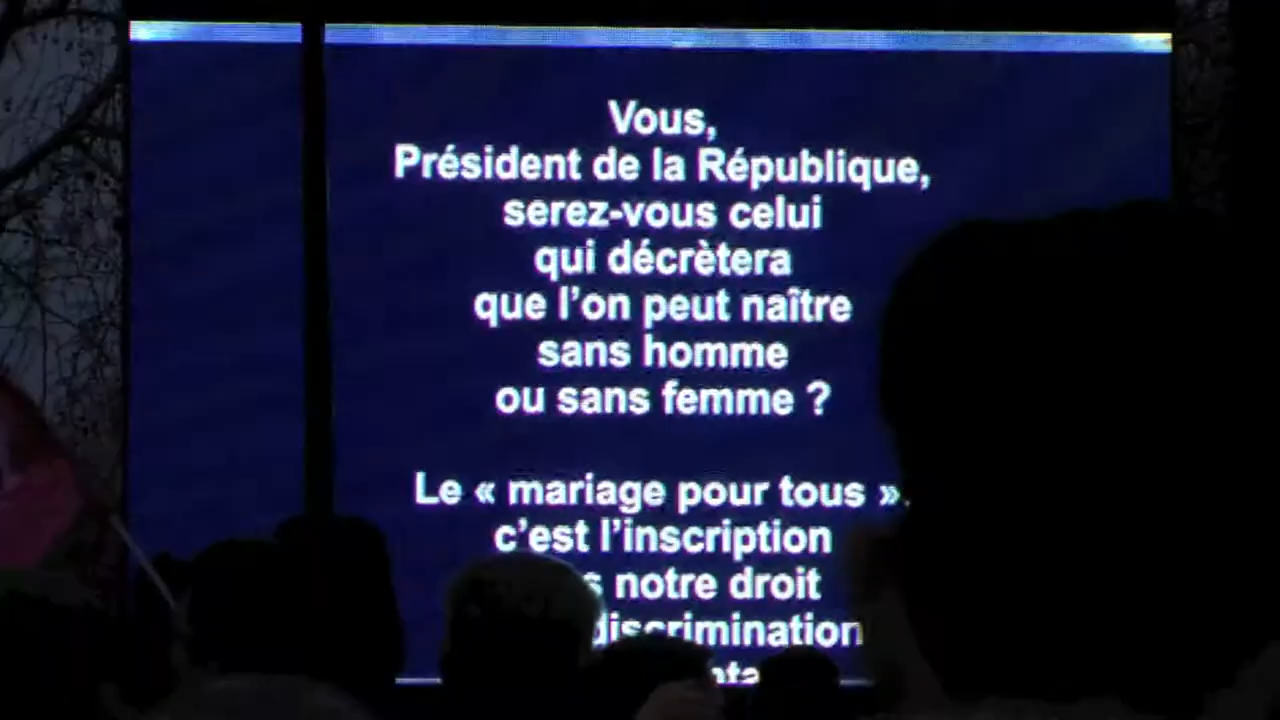 Vous,
Président de la République,
serez-vous celui
qui décrètera
que l’on peut naître
sans homme
ou sans femme ?
Le « mariage pour tous »,
c’est l’inscription
notre droit
discrimination